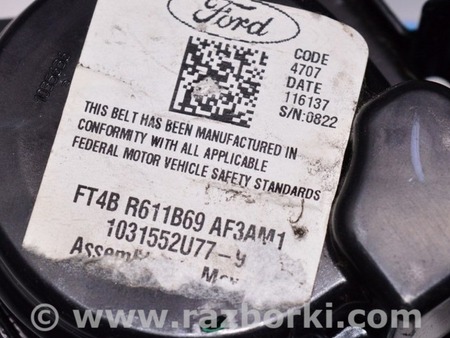 Ford
CODE
4707
DATE
116137
S/N:0822
THIS BELT HAS BEEN MANUFACTURED IN
CONFORMITY WITH ALL APPLICABLE
FEDERAL MOTOR VEHICLE SAFETY STANDARDS
FT4B R611B69 AF3AM1
1031552U77-9
www.razborki.com